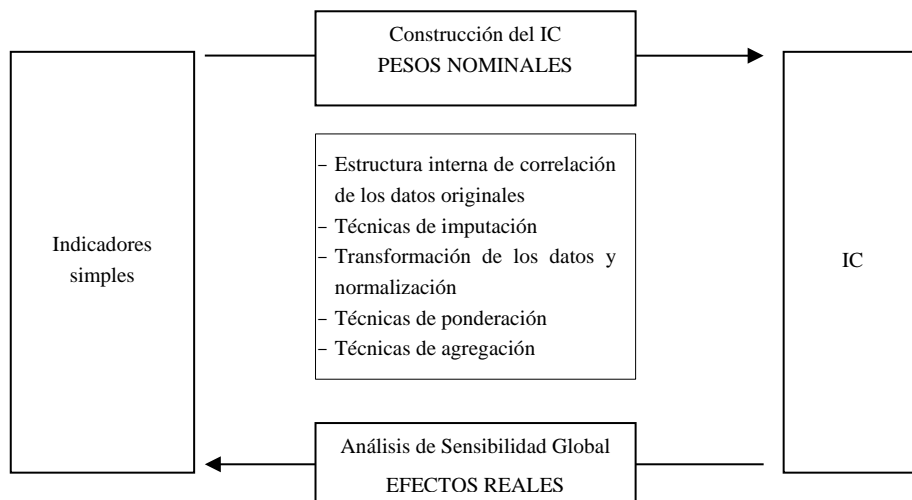 Construcción del IC
PESOS NOMINALES
Indicadores
simples
– Estructura interna de correlación
de los datos originales
– Técnicas de imputación
– Transformación de los datos y
normalización
– Técnicas de ponderación
– Técnicas de agregación
IC
Análisis de Sensibilidad Global
EFECTOS REALES